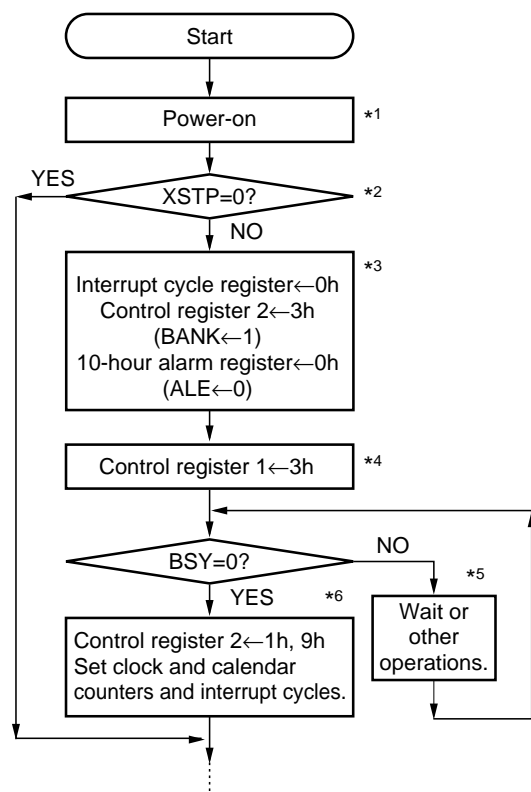 Start
Power-on
*1
YES
XSTP=0?
*2
NO
*3
Interrupt cycle register←0h
Control register 2←3h
(BANK←1)
10-hour alarm register←0h
(ALE←0)
Control register 1←3h
*4
BSY=0?
NO
YES
*6
*5
Wait or
other
operations.
Control register 2←1h, 9h
Set clock and calendar
counters and interrupt cycles.